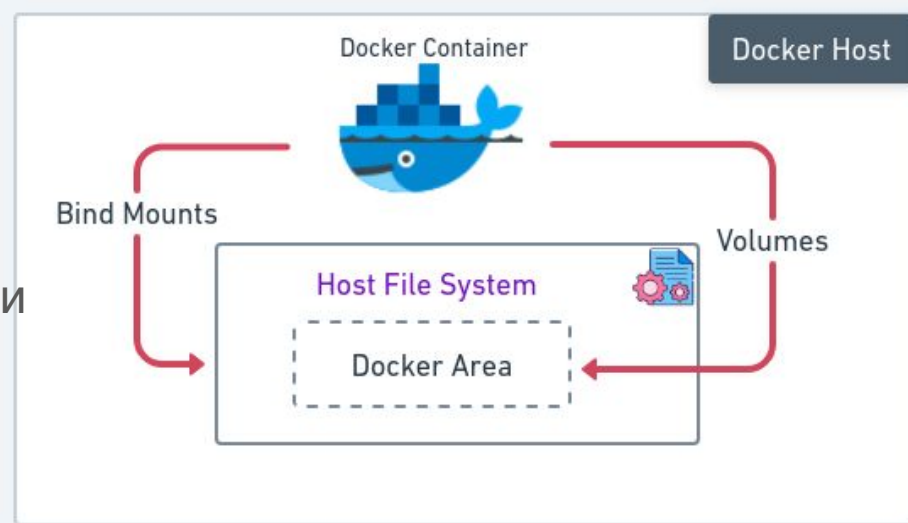 Docker Container
Docker Host
Bind Mounts
Volumes
Host File System
и
Docker Area